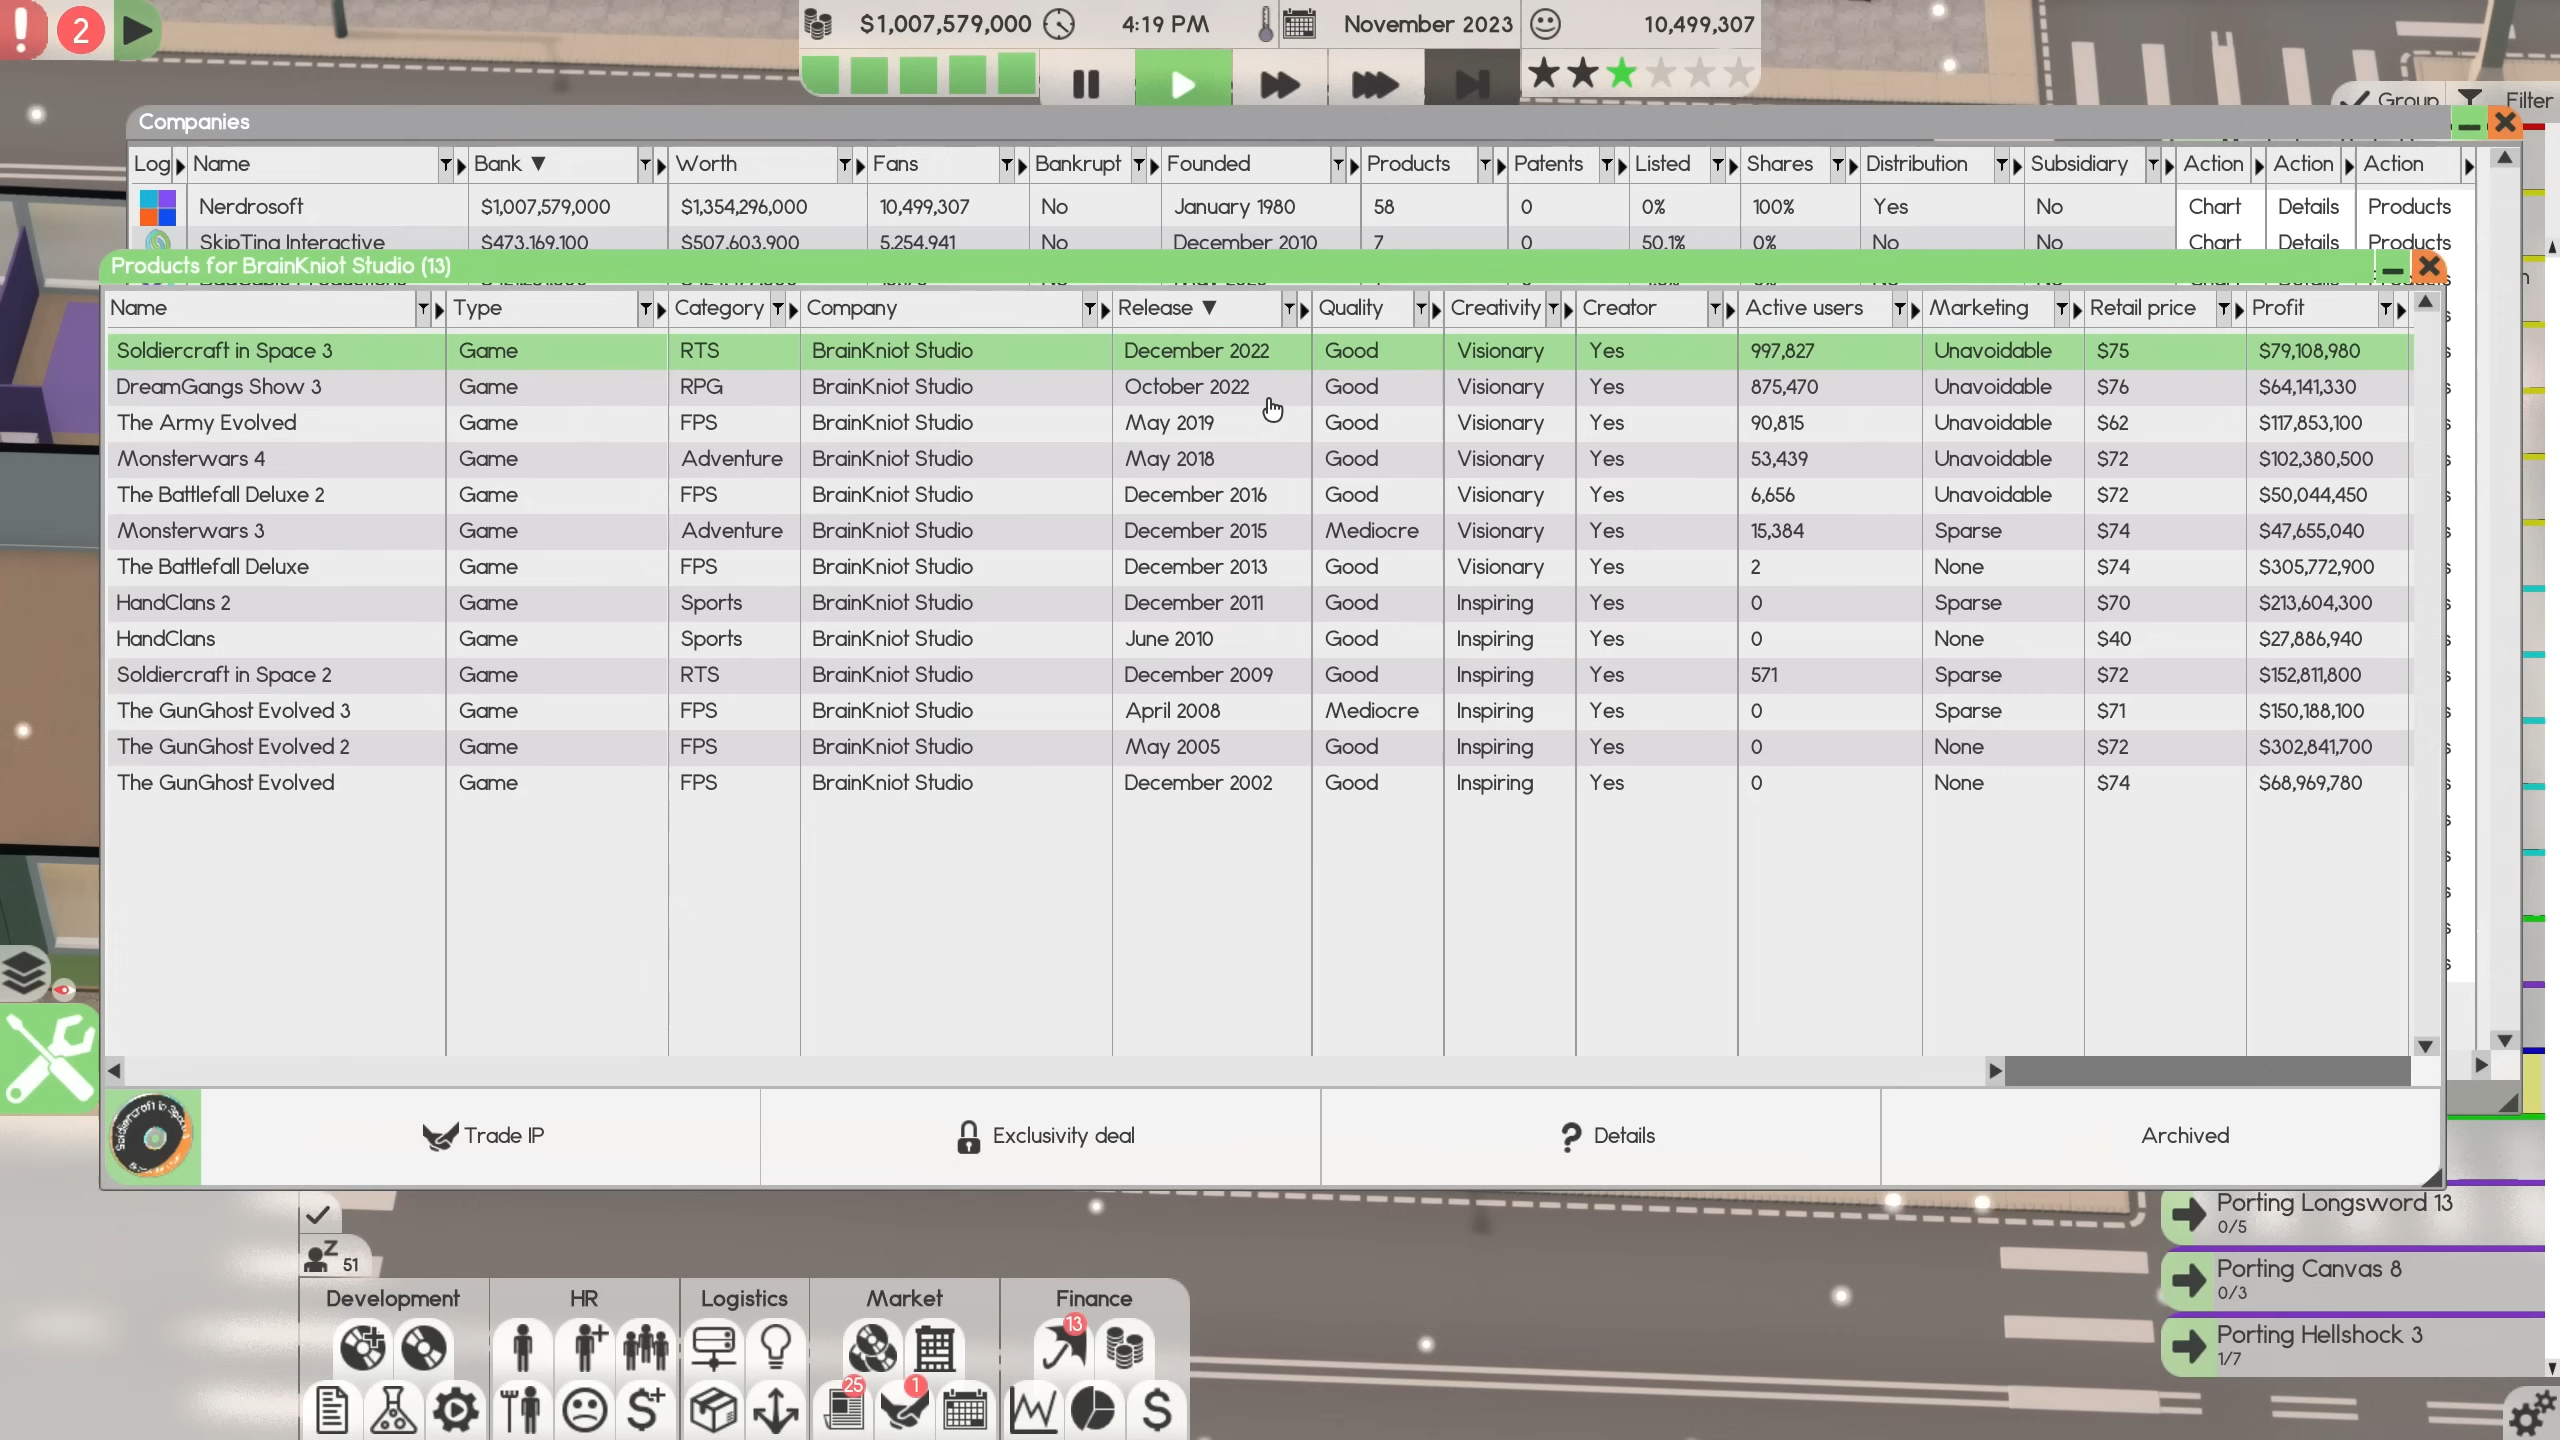 2
$1,007,579,000 4:19 PM November 2023 10,499,307
Group Filter
Companies
Log Name Bank ▼ Worth Fans Bankrupt Founded Products Patents Listed Shares Distribution Subsidiary Action Action Action
Nerdrosoft $1,007,579,000 $1,354,296,000 10,499,307 No January 1980 58 0 0% 100% Yes No Chart Details Products
SkipTing Interactive $473,169,100 $507,603,900 5,254,941 No December 2010 7 0 50.1% 0% No No Chart Details Products
Products for BrainKniot Studio (13)
Name Type Category Company Release ▼ Quality Creativity Creator Active users Marketing Retail price Profit
Soldiercraft in Space 3 Game RTS BrainKniot Studio December 2022 Good Visionary Yes 997,827 Unavoidable $75 $79,108,980
DreamGangs Show 3 Game RPG BrainKniot Studio October 2022 Good Visionary Yes 875,470 Unavoidable $76 $64,141,330
The Army Evolved Game FPS BrainKniot Studio May 2019 Good Visionary Yes 90,815 Unavoidable $62 $117,853,100
Monsterwars 4 Game Adventure BrainKniot Studio May 2018 Good Visionary Yes 53,439 Unavoidable $72 $102,380,500
The Battlefall Deluxe 2 Game FPS BrainKniot Studio December 2016 Good Visionary Yes 6,656 Unavoidable $72 $50,044,450
Monsterwars 3 Game Adventure BrainKniot Studio December 2015 Mediocre Visionary Yes 15,384 Sparse $74 $47,655,040
The Battlefall Deluxe Game FPS BrainKniot Studio December 2013 Good Visionary Yes 2 None $74 $305,772,900
HandClans 2 Game Sports BrainKniot Studio December 2011 Good Inspiring Yes 0 Sparse $70 $213,604,300
HandClans Game Sports BrainKniot Studio June 2010 Good Inspiring Yes 0 None $40 $27,886,940
Soldiercraft in Space 2 Game RTS BrainKniot Studio December 2009 Good Inspiring Yes 571 Sparse $72 $152,811,800
The GunGhost Evolved 3 Game FPS BrainKniot Studio April 2008 Mediocre Inspiring Yes 0 Sparse $71 $150,188,100
The GunGhost Evolved 2 Game FPS BrainKniot Studio May 2005 Good Inspiring Yes 0 None $72 $302,841,700
The GunGhost Evolved Game FPS BrainKniot Studio December 2002 Good Inspiring Yes 0 None $74 $68,969,780
Trade IP Exclusivity deal ? Details Archived
Porting Longsword 13
0/5
Porting Canvas 8
0/3
Porting Hellshock 3
1/7
Z 51
Development HR Logistics Market Finance
13
25 1